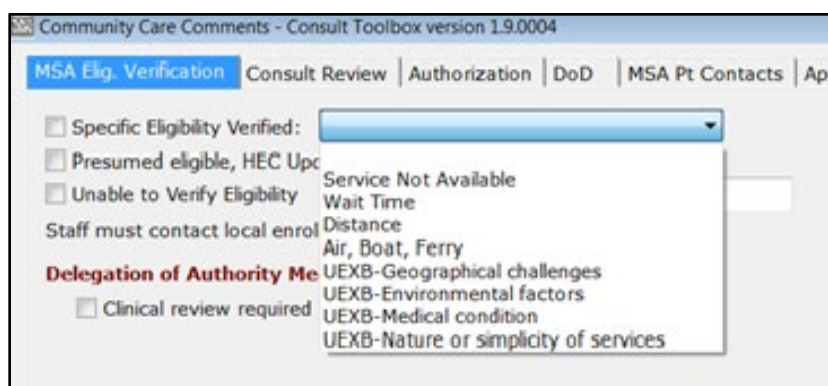 Community Care Comments - Consult Toolbox version 1.9.0004
MSA Elig. Verification Consult Review Authorization DoD MSA Pt Contacts Ap
Specific Eligibility Verified:
Presumed eligible, HEC Upd
Service Not Available
Unable to Verify Eligibility
Wait Time
Staff must contact local enrol
Distance
Air, Boat, Ferry
Delegation of Authority Me
UEXB-Geographical challenges
UEXB-Environmental factors
Clinical review required
UEXB-Medical condition
UEXB-Nature or simplicity of services